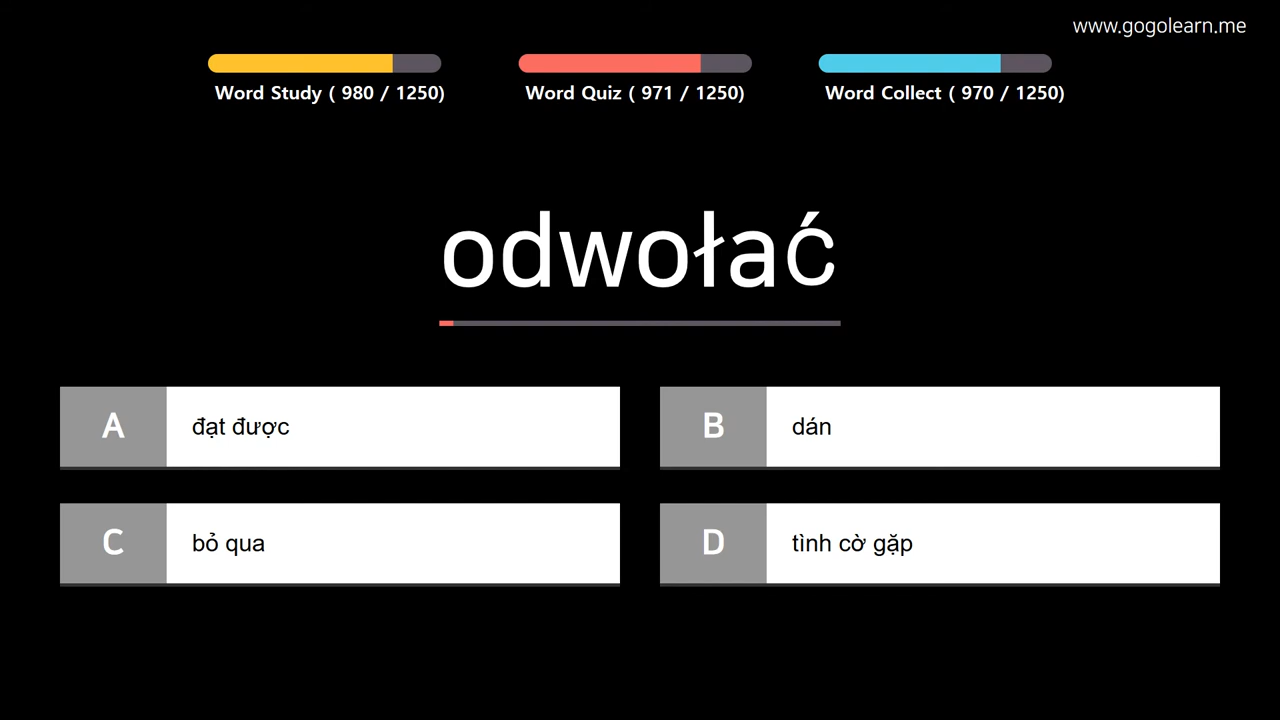 www.gogolearn.me
Word Study ( 980 / 1250)
Word Quiz ( 971 / 1250)
Word Collect ( 970 / 1250)
odwołać
A đạt được
B dán
C bỏ qua
D tình cờ gặp